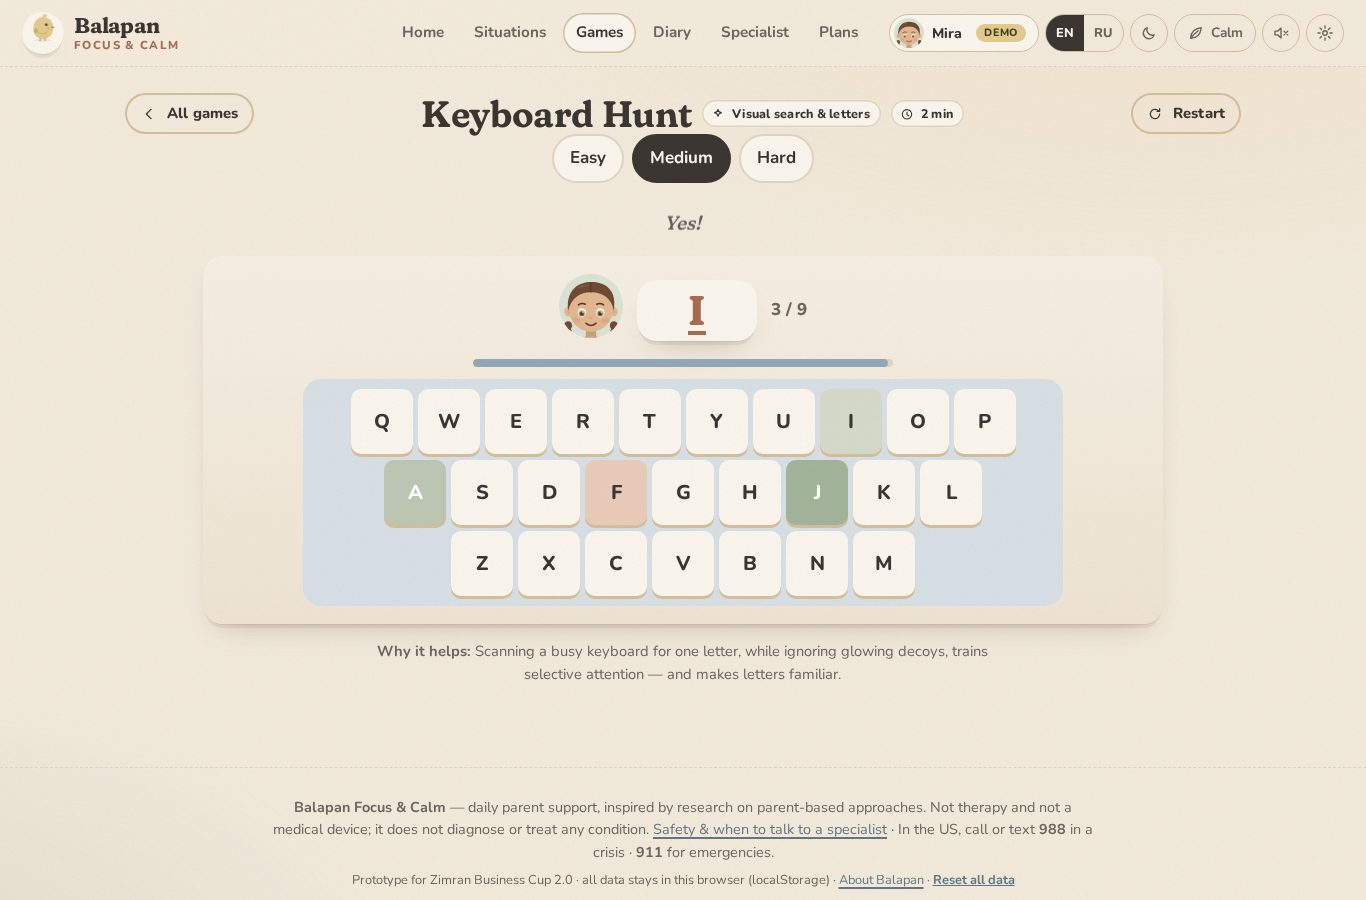 Balapan
FOCUS & CALM
Home Situations Games Diary Specialist Plans
Mira DEMO EN RU Calm
All games
Keyboard Hunt Visual search & letters 2 min
Restart
Easy Medium Hard
Yes!
I 3 / 9
Q W E R T Y U I O P
A S D F G H J K L
Z X C V B N M
Why it helps: Scanning a busy keyboard for one letter, while ignoring glowing decoys, trains
selective attention — and makes letters familiar.
Balapan Focus & Calm — daily parent support, inspired by research on parent-based approaches. Not therapy and not a
medical device; it does not diagnose or treat any condition. Safety & when to talk to a specialist · In the US, call or text 988 in a
crisis · 911 for emergencies.
Prototype for Zimran Business Cup 2.0 · all data stays in this browser (localStorage) · About Balapan · Reset all data